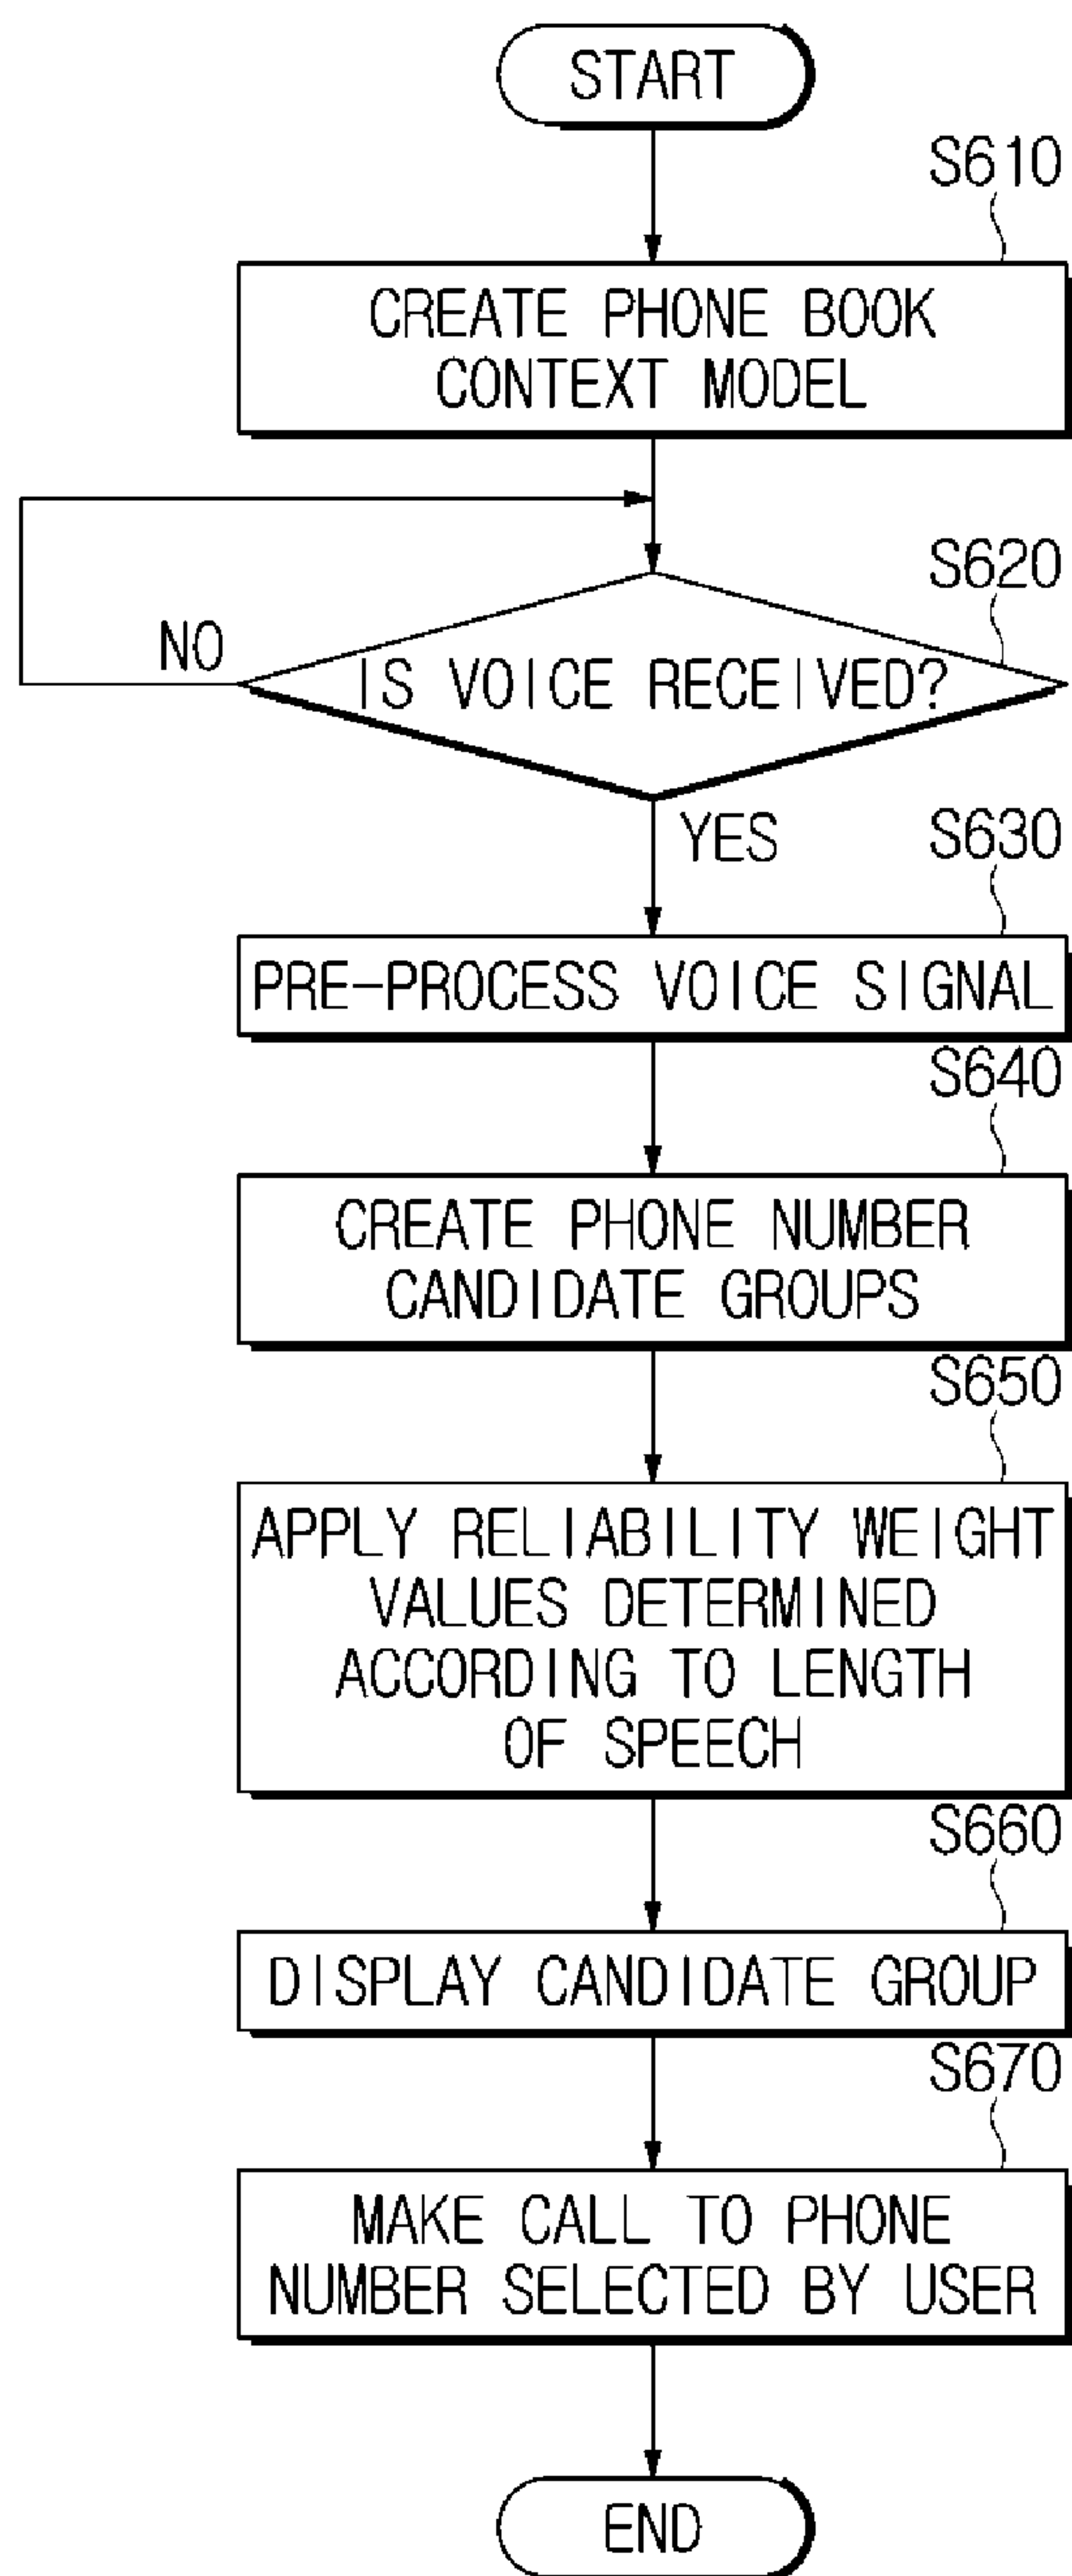 START
S610
CREATE PHONE BOOK
CONTEXT MODEL
S620
NO
IS VOICE RECEIVED?
YES
S630
PRE-PROCESS VOICE SIGNAL
S640
CREATE PHONE NUMBER
CANDIDATE GROUPS
S650
APPLY RELIABILITY WEIGHT
VALUES DETERMINED
ACCORDING TO LENGTH
OF SPEECH
S660
DISPLAY CANDIDATE GROUP
S670
MAKE CALL TO PHONE
NUMBER SELECTED BY USER
END